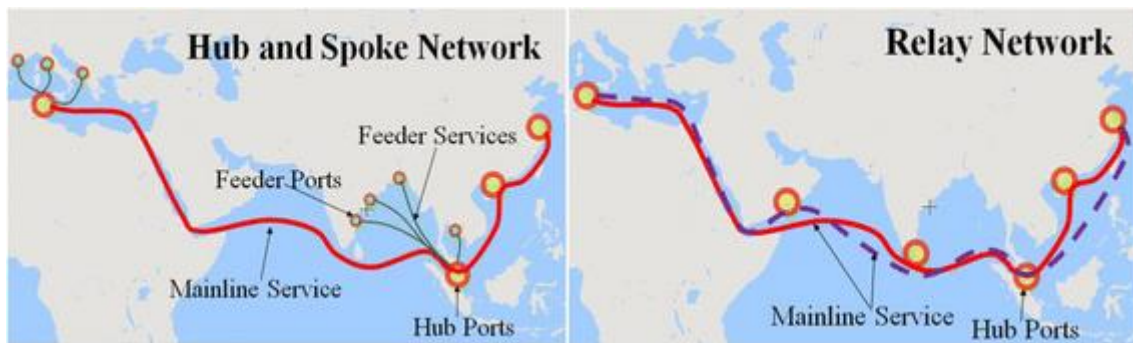 Hub and Spoke Network
Feeder Services
Feeder Ports
Mainline Service
Hub Ports
Relay Network
Mainline Service
Hub Ports